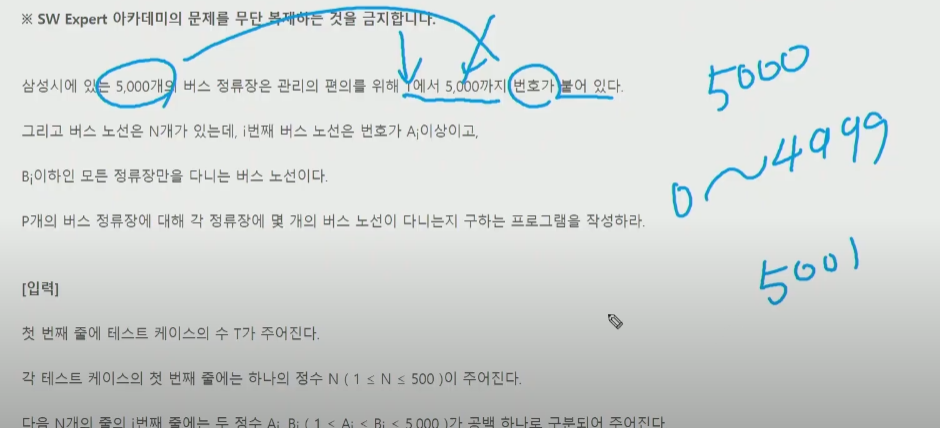 ※ SW Expert 아카데미의 문제를 무단 복제하는 것을 금지합니다.
삼성시에 있는 5,000개의 버스 정류장은 관리의 편의를 위해 1에서 5,000까지 번호가 붙어 있다.
5000
그리고 버스 노선은 N개가 있는데, i번째 버스 노선은 번호가 Ai이상이고,
0~4999
Bi이하인 모든 정류장만을 다니는 버스 노선이다.
P개의 버스 정류장에 대해 각 정류장에 몇 개의 버스 노선이 다니는지 구하는 프로그램을 작성하라.
5001
[입력]
첫 번째 줄에 테스트 케이스의 수 T가 주어진다.
각 테스트 케이스의 첫 번째 줄에는 하나의 정수 N ( 1 ≤ N ≤ 500 )이 주어진다.
다음 N개의 줄의 i번째 줄에는 두 정수 Ai, Bi ( 1 ≤ Ai ≤ Bi ≤ 5,000 )가 공백 하나로 구분되어 주어진다